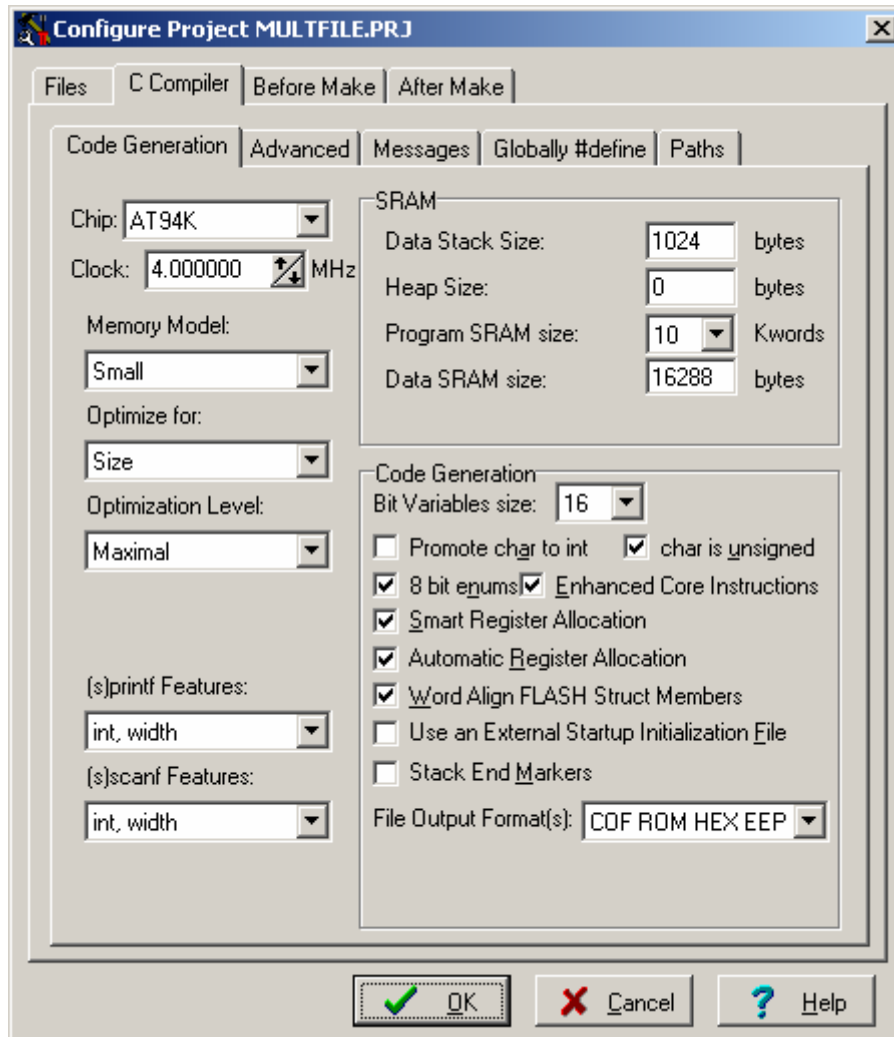 Configure Project MULTFILE.PRJ
Files C Compiler Before Make After Make
Code Generation Advanced Messages Globally #define Paths
Chip: AT94K
Clock: 4.000000 MHz
Memory Model:
Small
Optimize for:
Size
Optimization Level:
Maximal
(s)printf Features:
int, width
(s)scanf Features:
int, width
SRAM
Data Stack Size: 1024 bytes
Heap Size: 0 bytes
Program SRAM size: 10 Kwords
Data SRAM size: 16288 bytes
Code Generation
Bit Variables size: 16
Promote char to int char is unsigned
8 bit enums Enhanced Core Instructions
Smart Register Allocation
Automatic Register Allocation
Word Align FLASH Struct Members
Use an External Startup Initialization File
Stack End Markers
File Output Format(s): COF ROM HEX EEP
OK Cancel ? Help